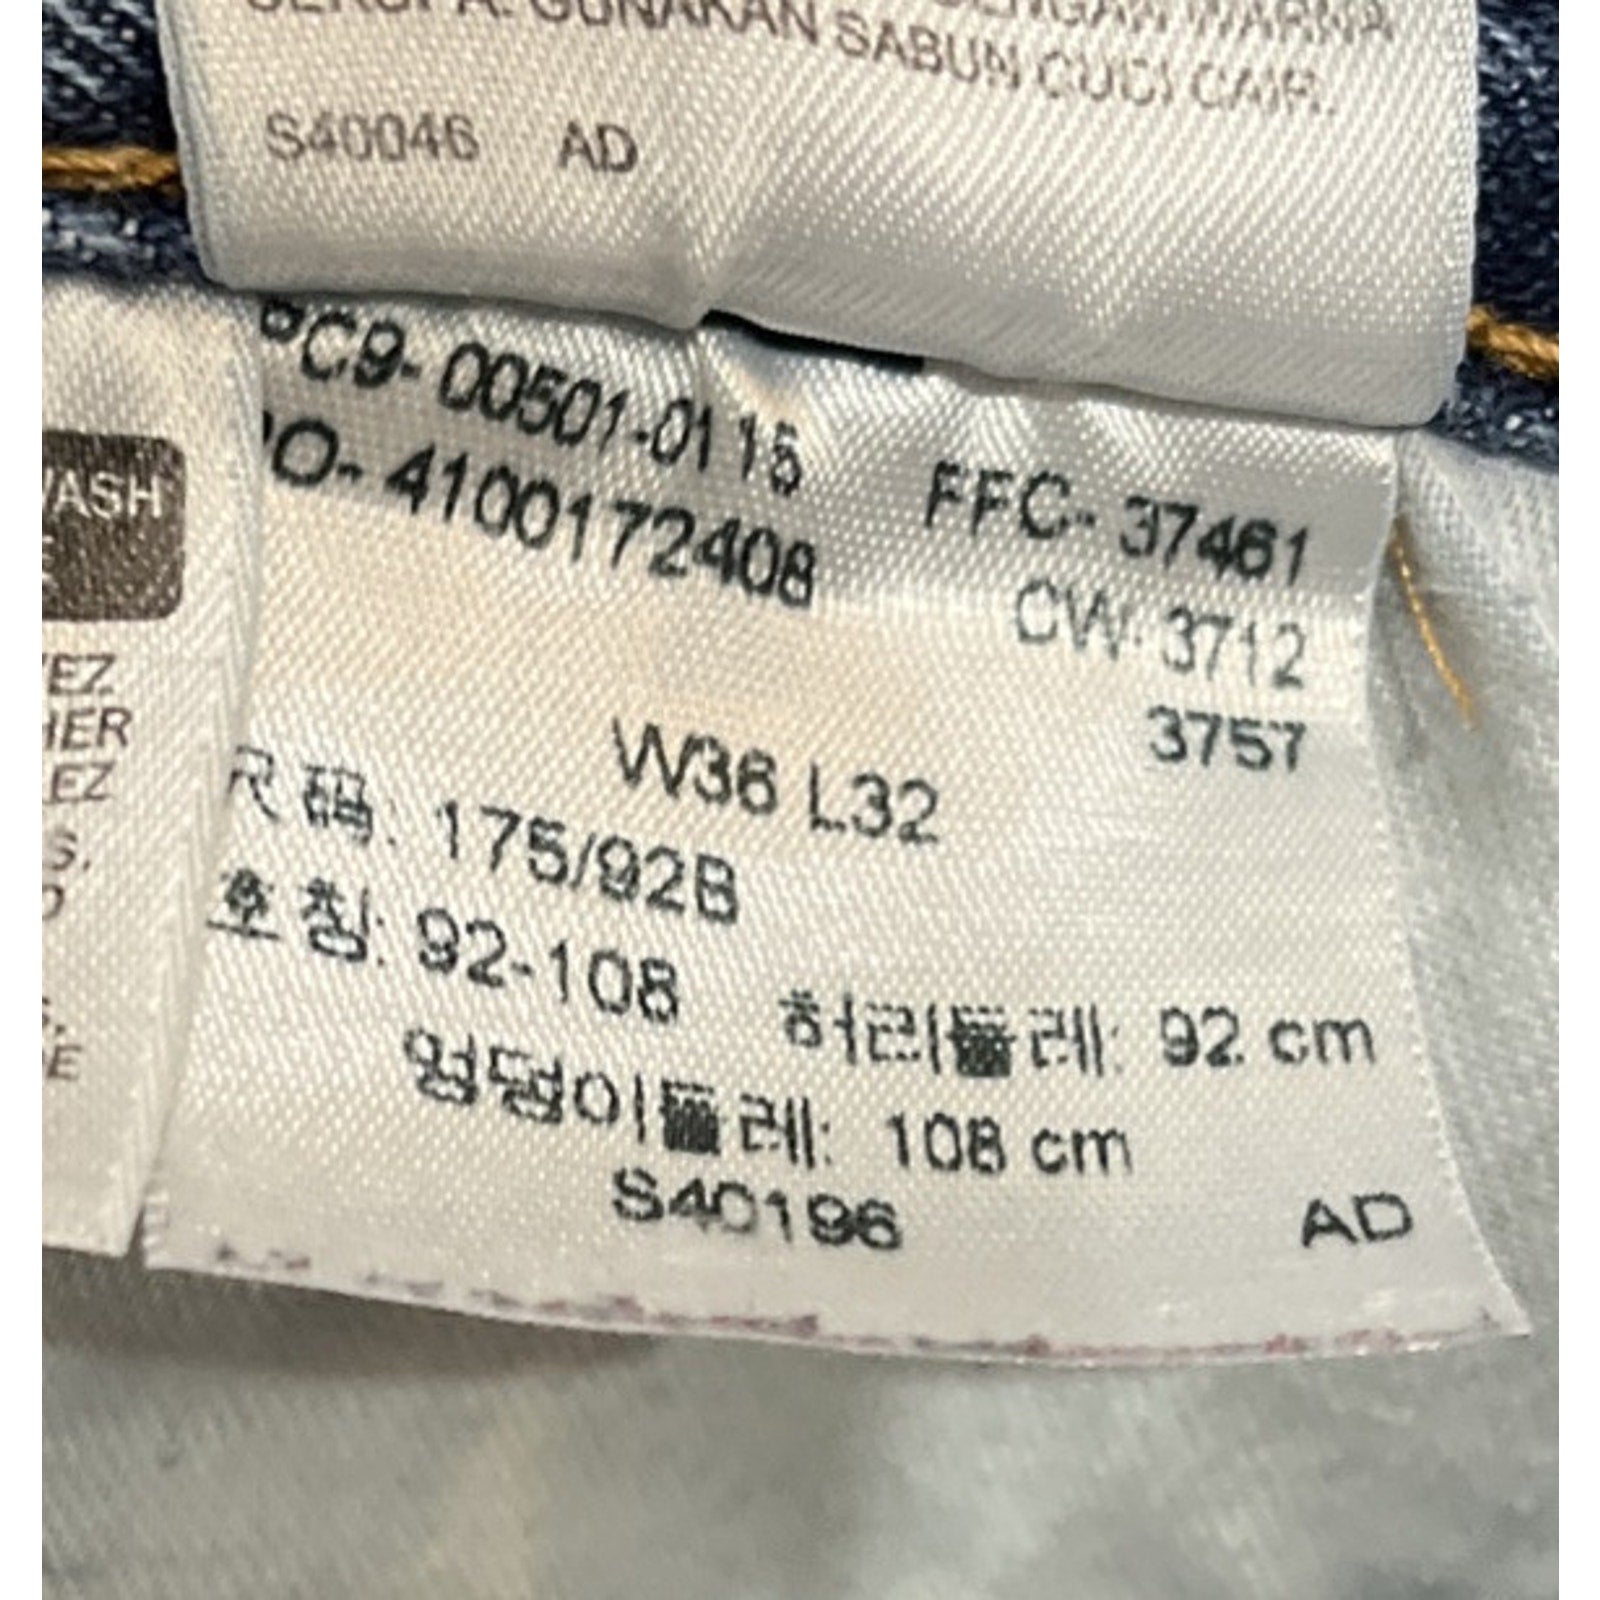 GUNAKAN SABUN CUCI CAIR.
S40046 AD
WASH
PC9- 00501-0115 FFC- 37461
PO- 4100172408 CW- 3712
3757
W36 L32
尺码: 175/92B
호칭: 92-108 허리둘레: 92 cm
엉덩이둘레: 108 cm
S40196 AD